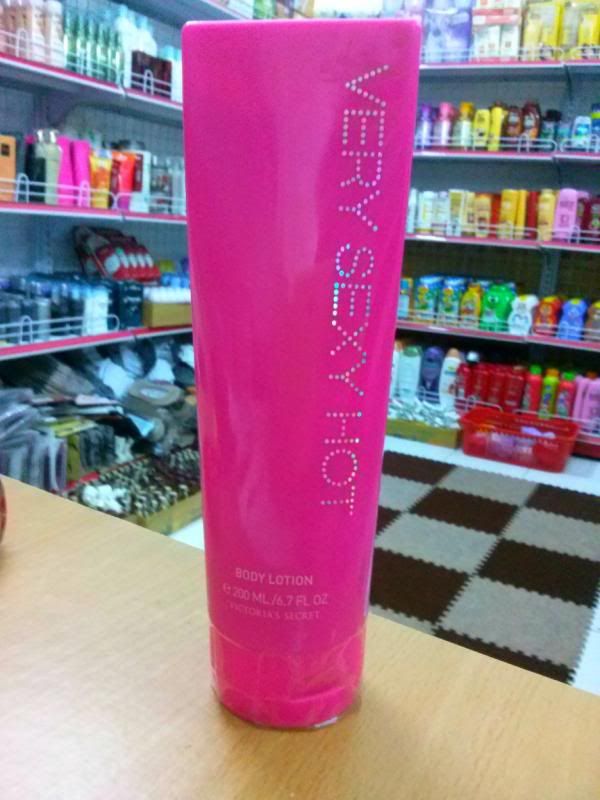 VERY SEXY HOT
BODY LOTION
℮ 200 ML/6.7 FL OZ
VICTORIA'S SECRET